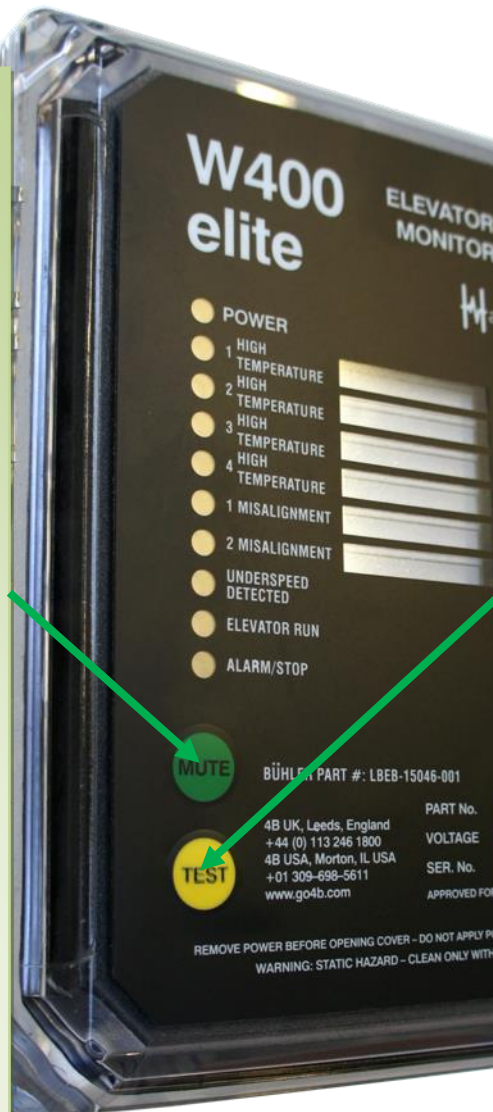 W400
elite
ELEVATOR
MONITOR
POWER
1 HIGH
TEMPERATURE
2 HIGH
TEMPERATURE
3 HIGH
TEMPERATURE
4 HIGH
TEMPERATURE
1 MISALIGNMENT
2 MISALIGNMENT
UNDERSPEED
DETECTED
ELEVATOR RUN
ALARM/STOP
MUTE
BÜHLER PART #: LBEB-15046-001
TEST
4B UK, Leeds, England
+44 (0) 113 246 1800
4B USA, Morton, IL USA
+01 309-698-5611
www.go4b.com
PART No.
VOLTAGE
SER. No.
APPROVED FOR
REMOVE POWER BEFORE OPENING COVER – DO NOT APPLY
WARNING: STATIC HAZARD – CLEAN ONLY WITH